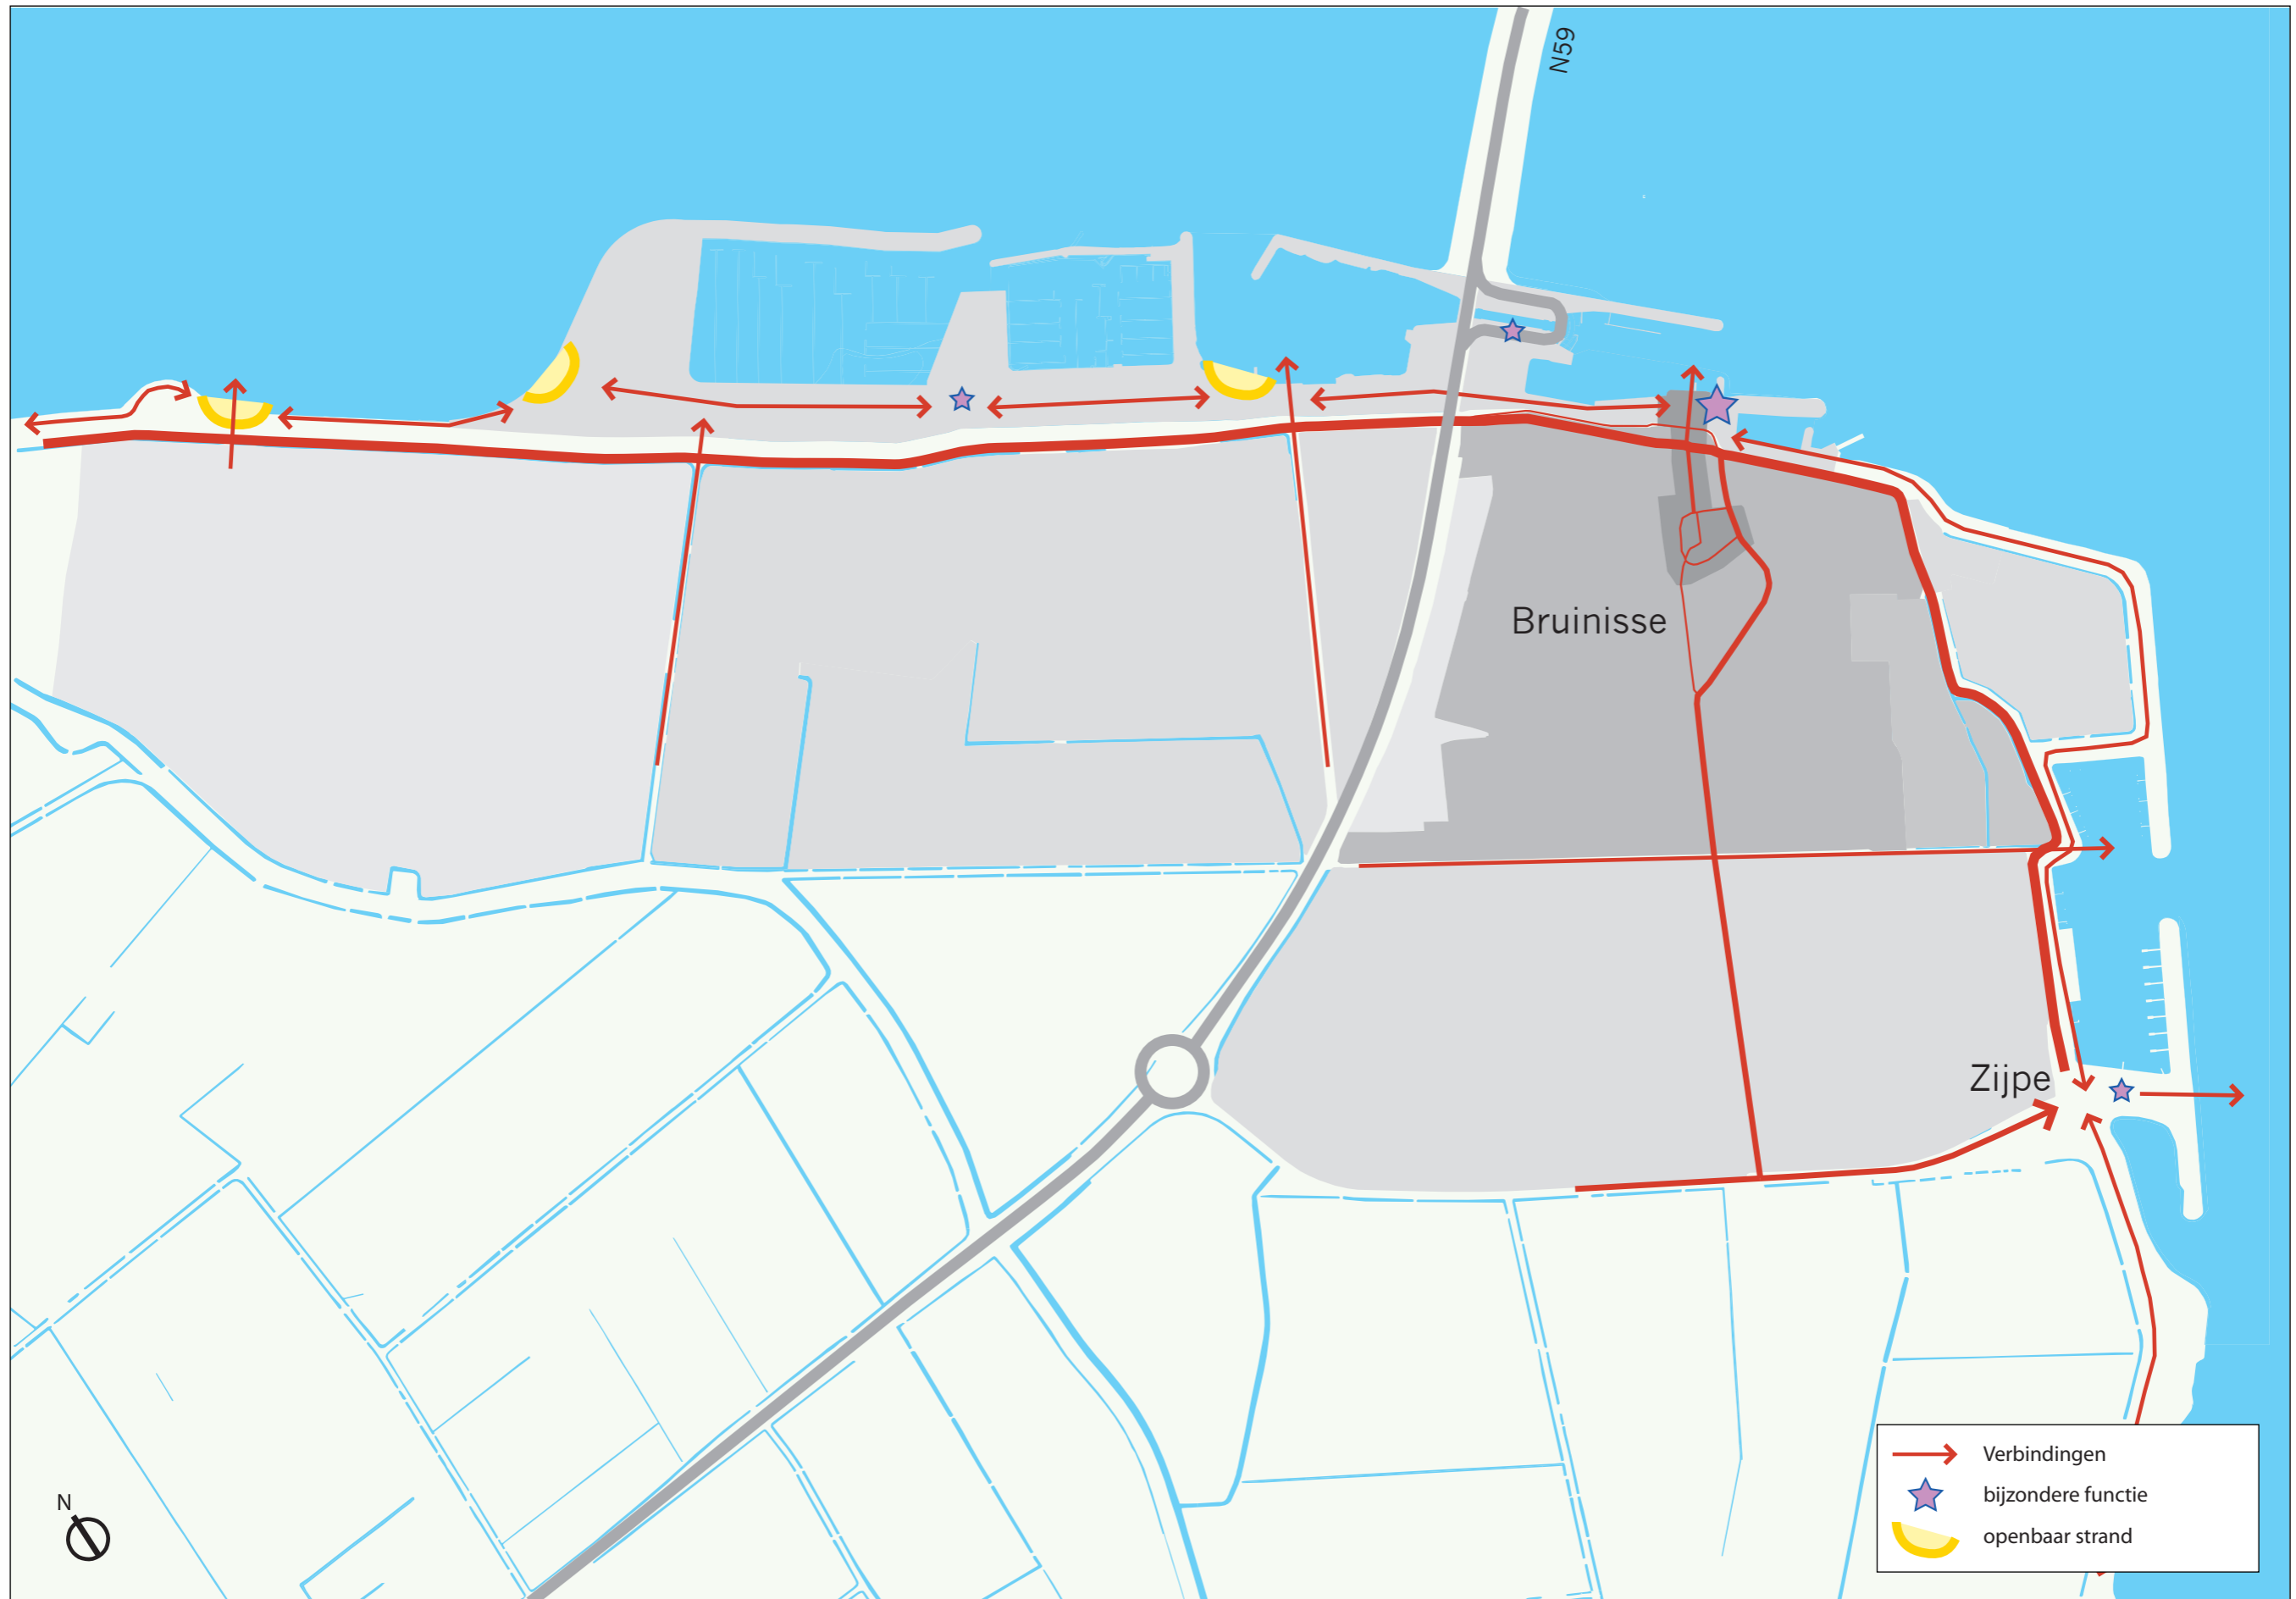 N59
Bruinisse
Zijpe
N
Verbindingen
bijzondere functie
openbaar strand